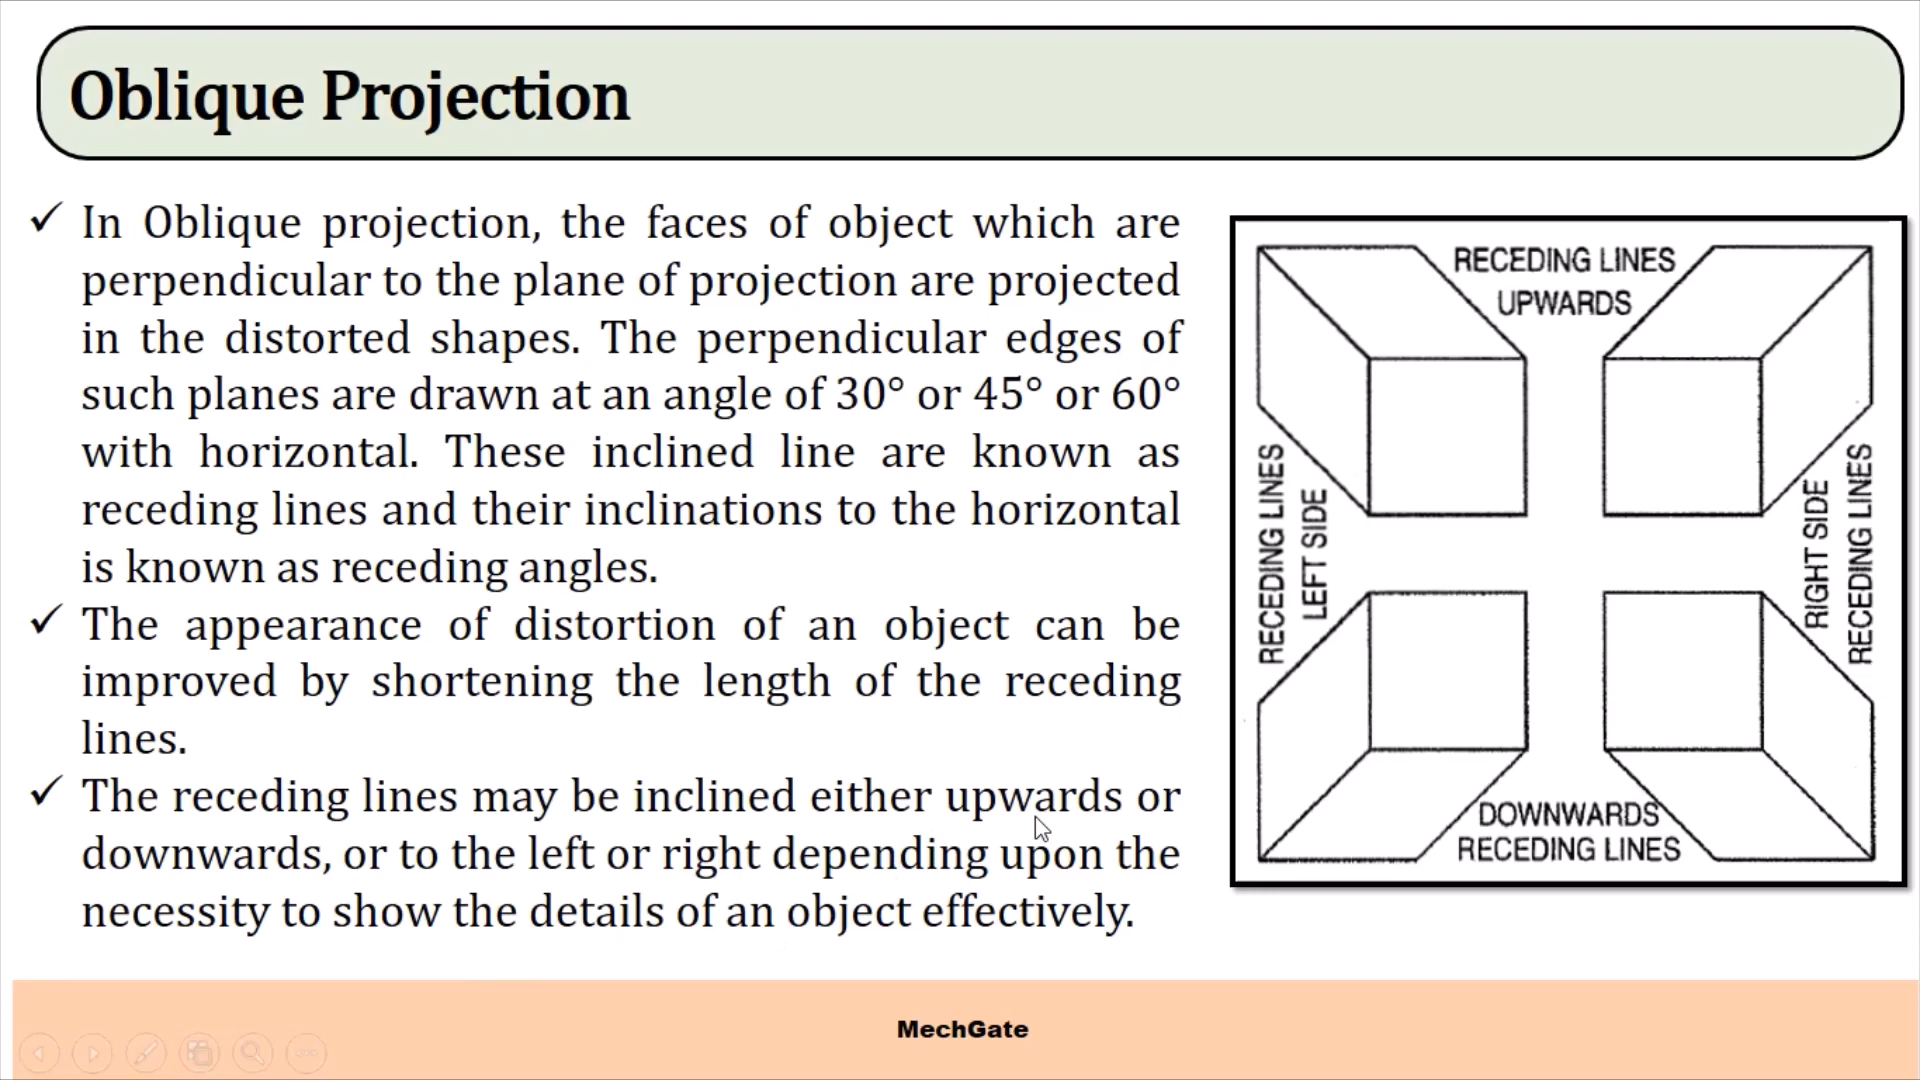 Oblique Projection
✓ In Oblique projection, the faces of object which are
perpendicular to the plane of projection are projected
in the distorted shapes. The perpendicular edges of
such planes are drawn at an angle of 30° or 45° or 60°
with horizontal. These inclined line are known as
receding lines and their inclinations to the horizontal
is known as receding angles.
✓ The appearance of distortion of an object can be
improved by shortening the length of the receding
lines.
✓ The receding lines may be inclined either upwards or
downwards, or to the left or right depending upon the
necessity to show the details of an object effectively.
RECEDING LINES
UPWARDS
RECEDING LINES
LEFT SIDE
RIGHT SIDE
RECEDING LINES
DOWNWARDS
RECEDING LINES
MechGate